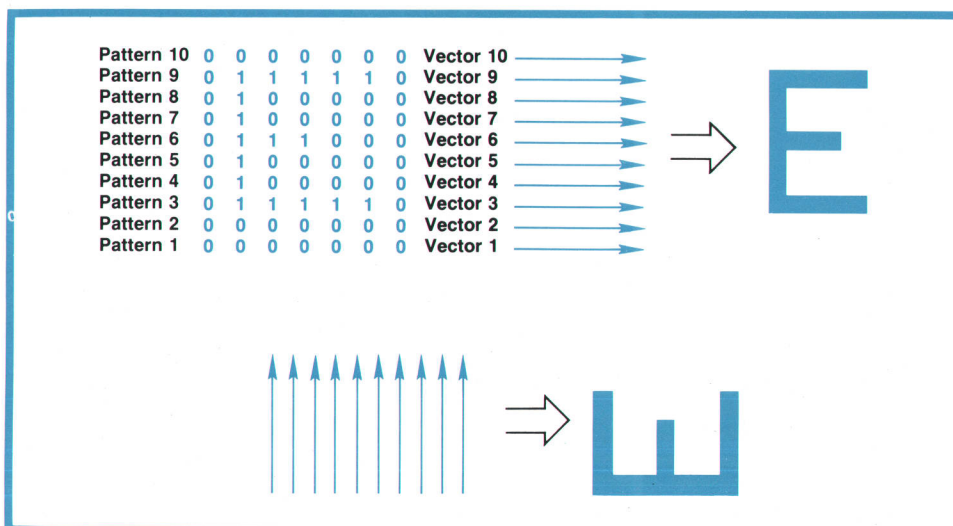 Pattern 10 0 0 0 0 0 0 0 Vector 10
Pattern 9 0 1 1 1 1 1 0 Vector 9
Pattern 8 0 1 0 0 0 0 0 Vector 8
Pattern 7 0 1 0 0 0 0 0 Vector 7
Pattern 6 0 1 1 1 0 0 0 Vector 6
Pattern 5 0 1 0 0 0 0 0 Vector 5
Pattern 4 0 1 0 0 0 0 0 Vector 4
Pattern 3 0 1 1 1 1 1 0 Vector 3
Pattern 2 0 0 0 0 0 0 0 Vector 2
Pattern 1 0 0 0 0 0 0 0 Vector 1
E